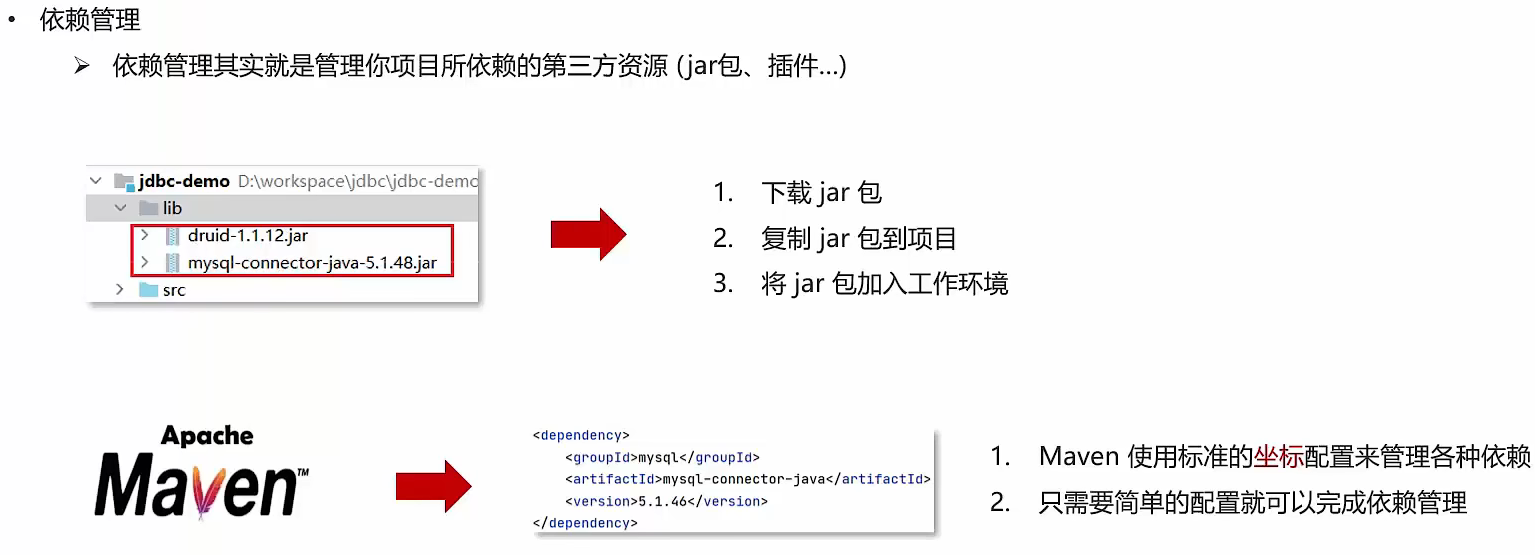 • 依赖管理
➢ 依赖管理其实就是管理你项目所依赖的第三方资源 (jar包、插件...)
jdbc-demo D:\workspace\jdbc\jdbc-demo
lib
druid-1.1.12.jar
mysql-connector-java-5.1.48.jar
src
1. 下载 jar 包
2. 复制 jar 包到项目
3. 将 jar 包加入工作环境
Apache
Maven™
<dependency>
<groupId>mysql</groupId>
<artifactId>mysql-connector-java</artifactId>
<version>5.1.46</version>
</dependency>
1. Maven 使用标准的坐标配置来管理各种依赖
2. 只需要简单的配置就可以完成依赖管理